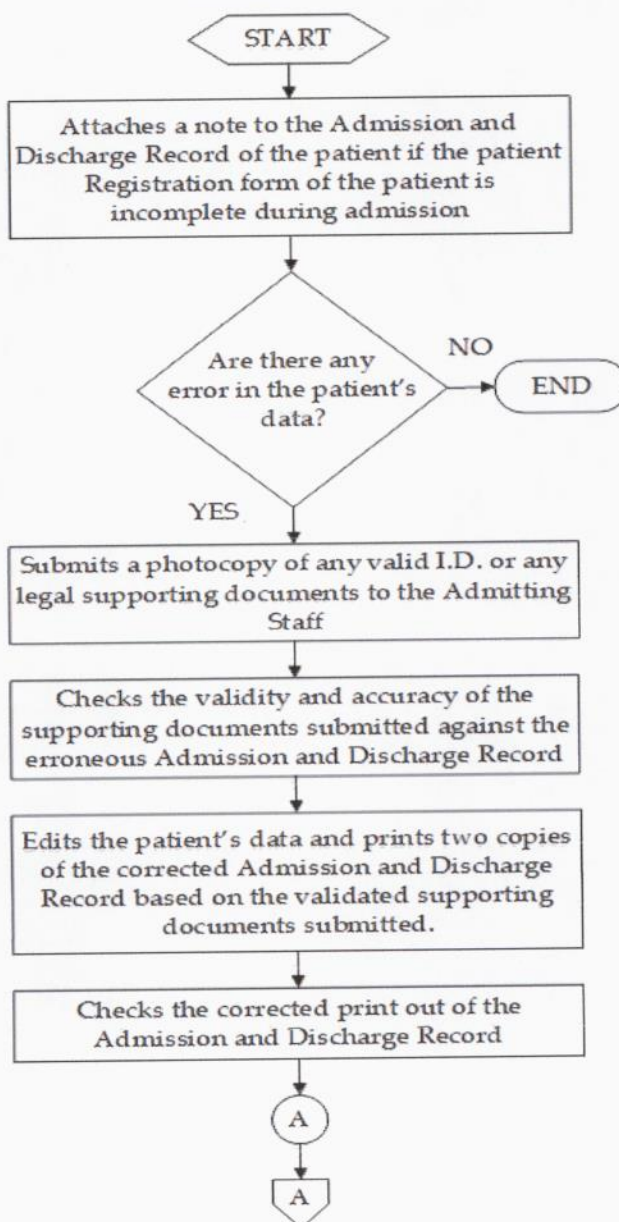 START
Attaches a note to the Admission and
Discharge Record of the patient if the patient
Registration form of the patient is
incomplete during admission
Are there any
error in the patient's
data?
NO
END
YES
Submits a photocopy of any valid I.D. or any
legal supporting documents to the Admitting
Staff
Checks the validity and accuracy of the
supporting documents submitted against the
erroneous Admission and Discharge Record
Edits the patient's data and prints two copies
of the corrected Admission and Discharge
Record based on the validated supporting
documents submitted.
Checks the corrected print out of the
Admission and Discharge Record
A
A